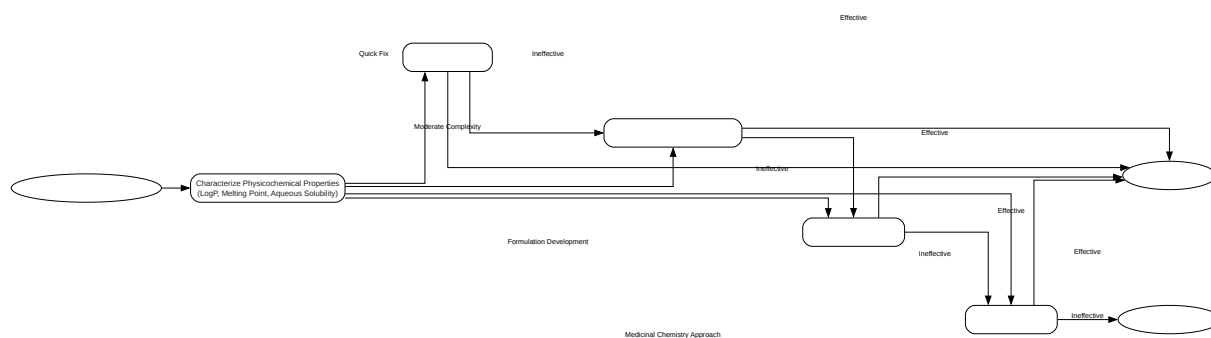 Effective
Quick Fix
Ineffective
Moderate Complexity
Effective
Ineffective
Characterize Physicochemical Properties
(LogP, Melting Point, Aqueous Solubility)
Effective
Formulation Development
Effective
Ineffective
Ineffective
Medicinal Chemistry Approach